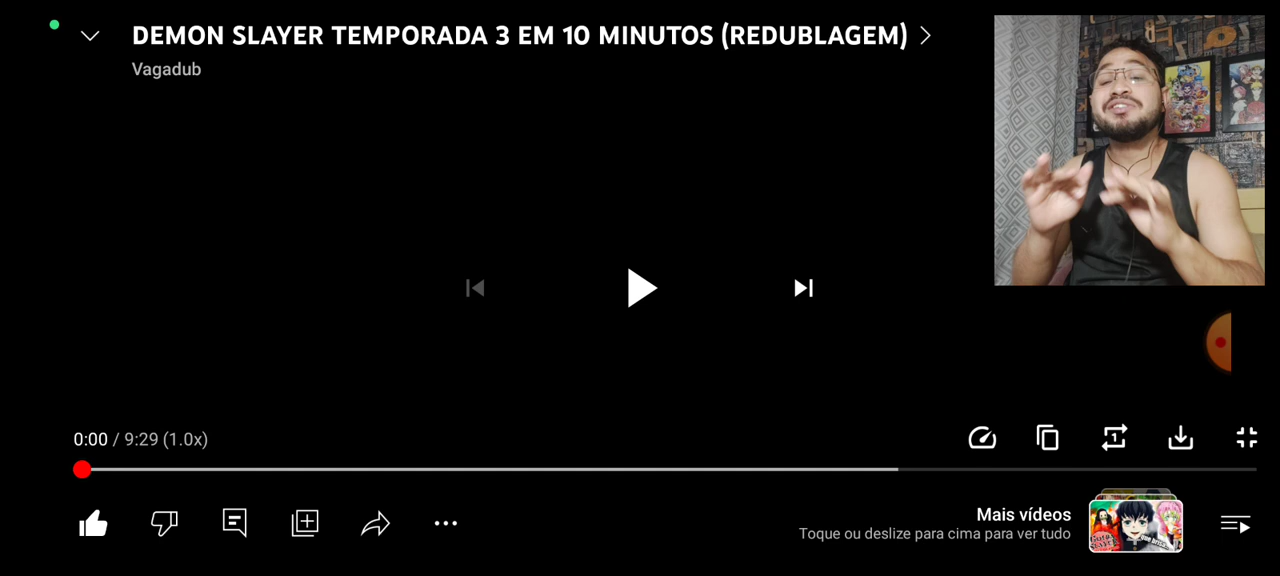 DEMON SLAYER TEMPORADA 3 EM 10 MINUTOS (REDUBLAGEM)
Vagadub
0:00 / 9:29 (1.0x)
1
Mais vídeos
Toque ou deslize para cima para ver tudo